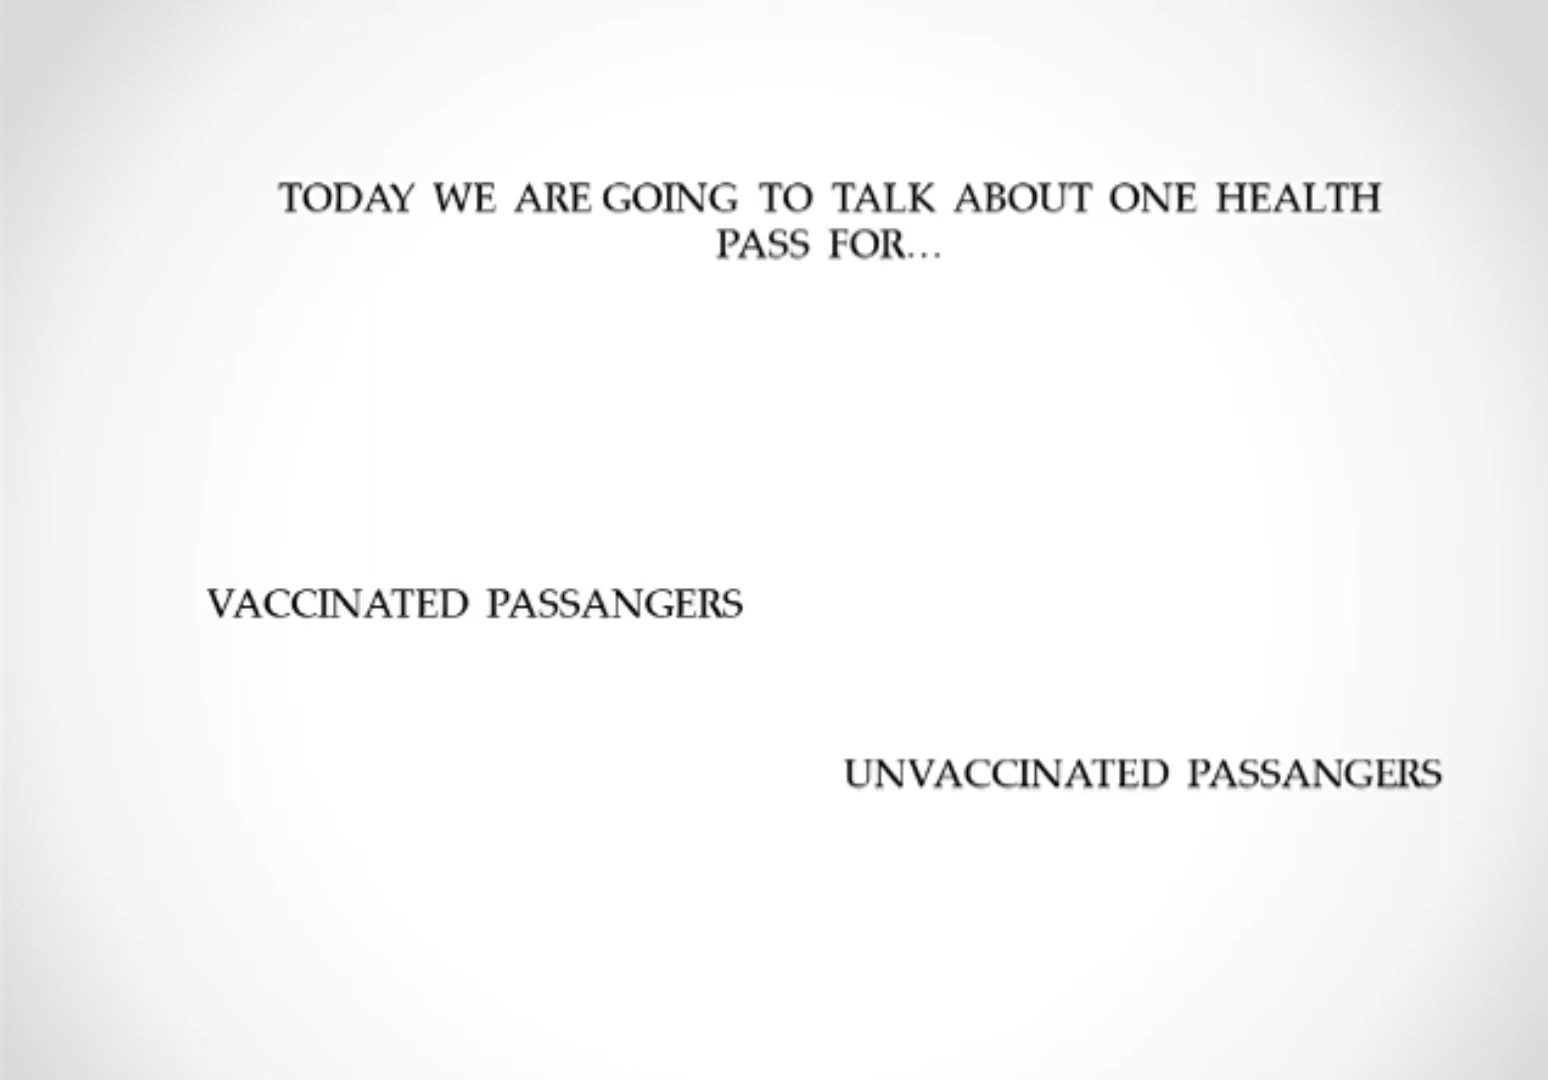 TODAY WE ARE GOING TO TALK ABOUT ONE HEALTH
PASS FOR...
VACCINATED PASSANGERS
UNVACCINATED PASSANGERS